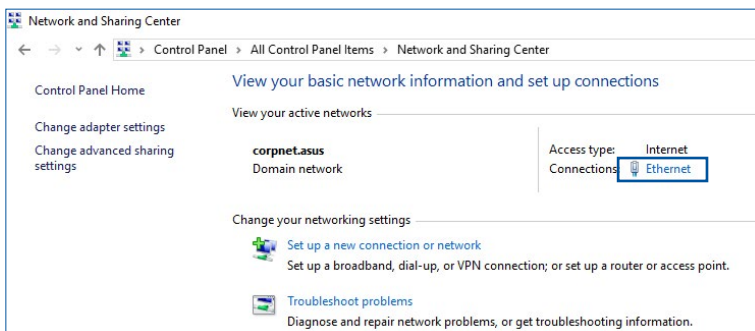 Network and Sharing Center
Control Panel > All Control Panel Items > Network and Sharing Center
Control Panel Home
Change adapter settings
Change advanced sharing
settings
View your basic network information and set up connections
View your active networks
corpnet.asus
Domain network
Access type: Internet
Connections Ethernet
Change your networking settings
Set up a new connection or network
Set up a broadband, dial-up, or VPN connection; or set up a router or access point.
Troubleshoot problems
Diagnose and repair network problems, or get troubleshooting information.